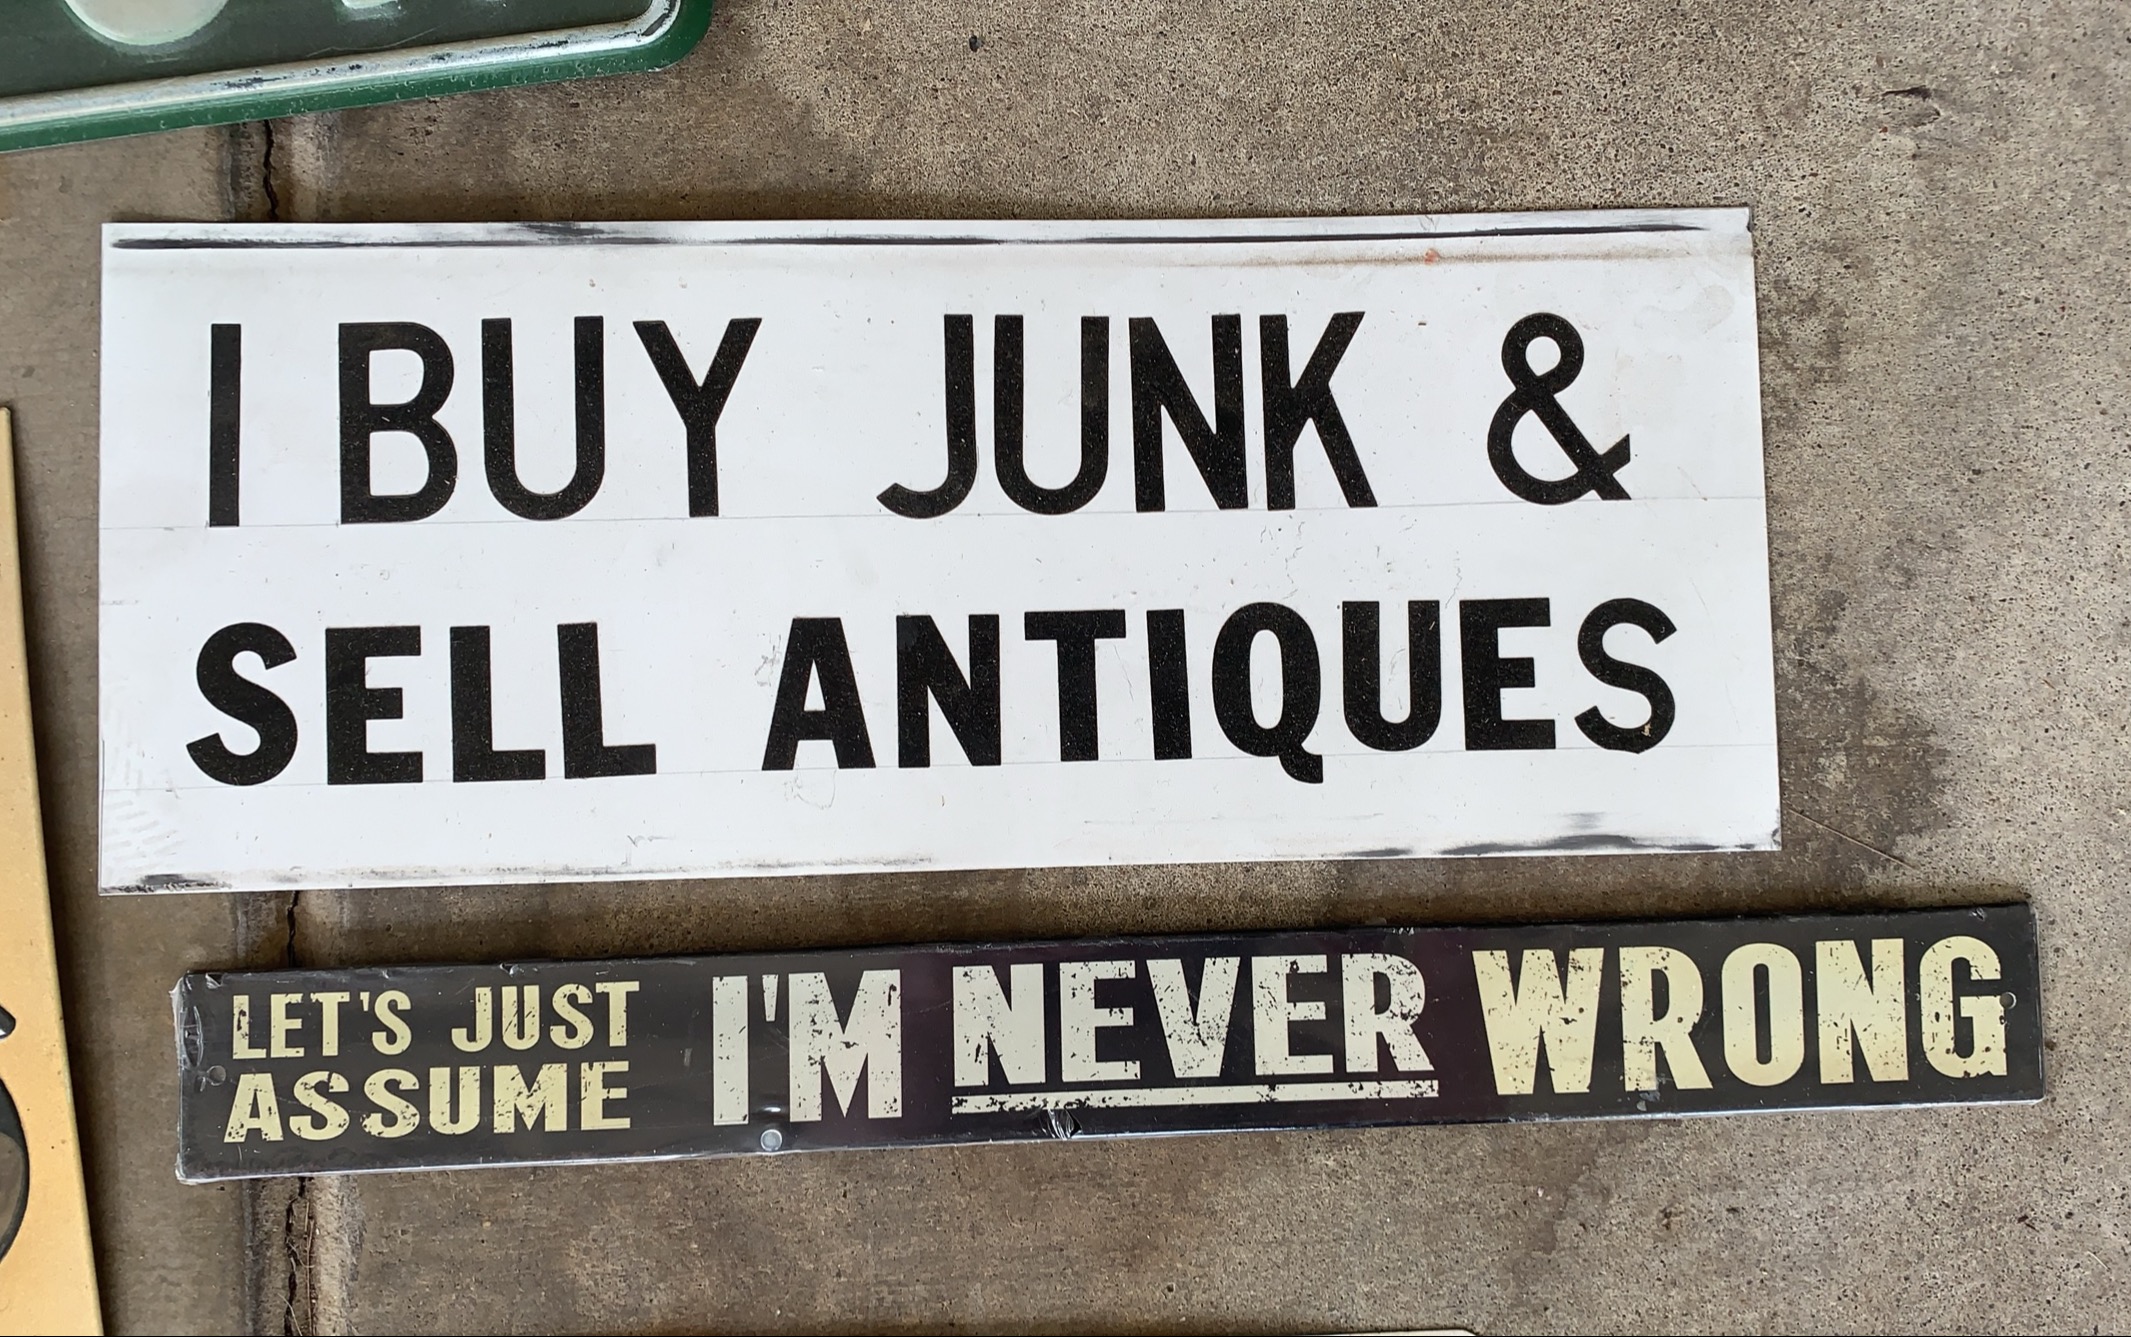 I BUY JUNK &
SELL ANTIQUES
LET'S JUST
ASSUME
I'M NEVER WRONG